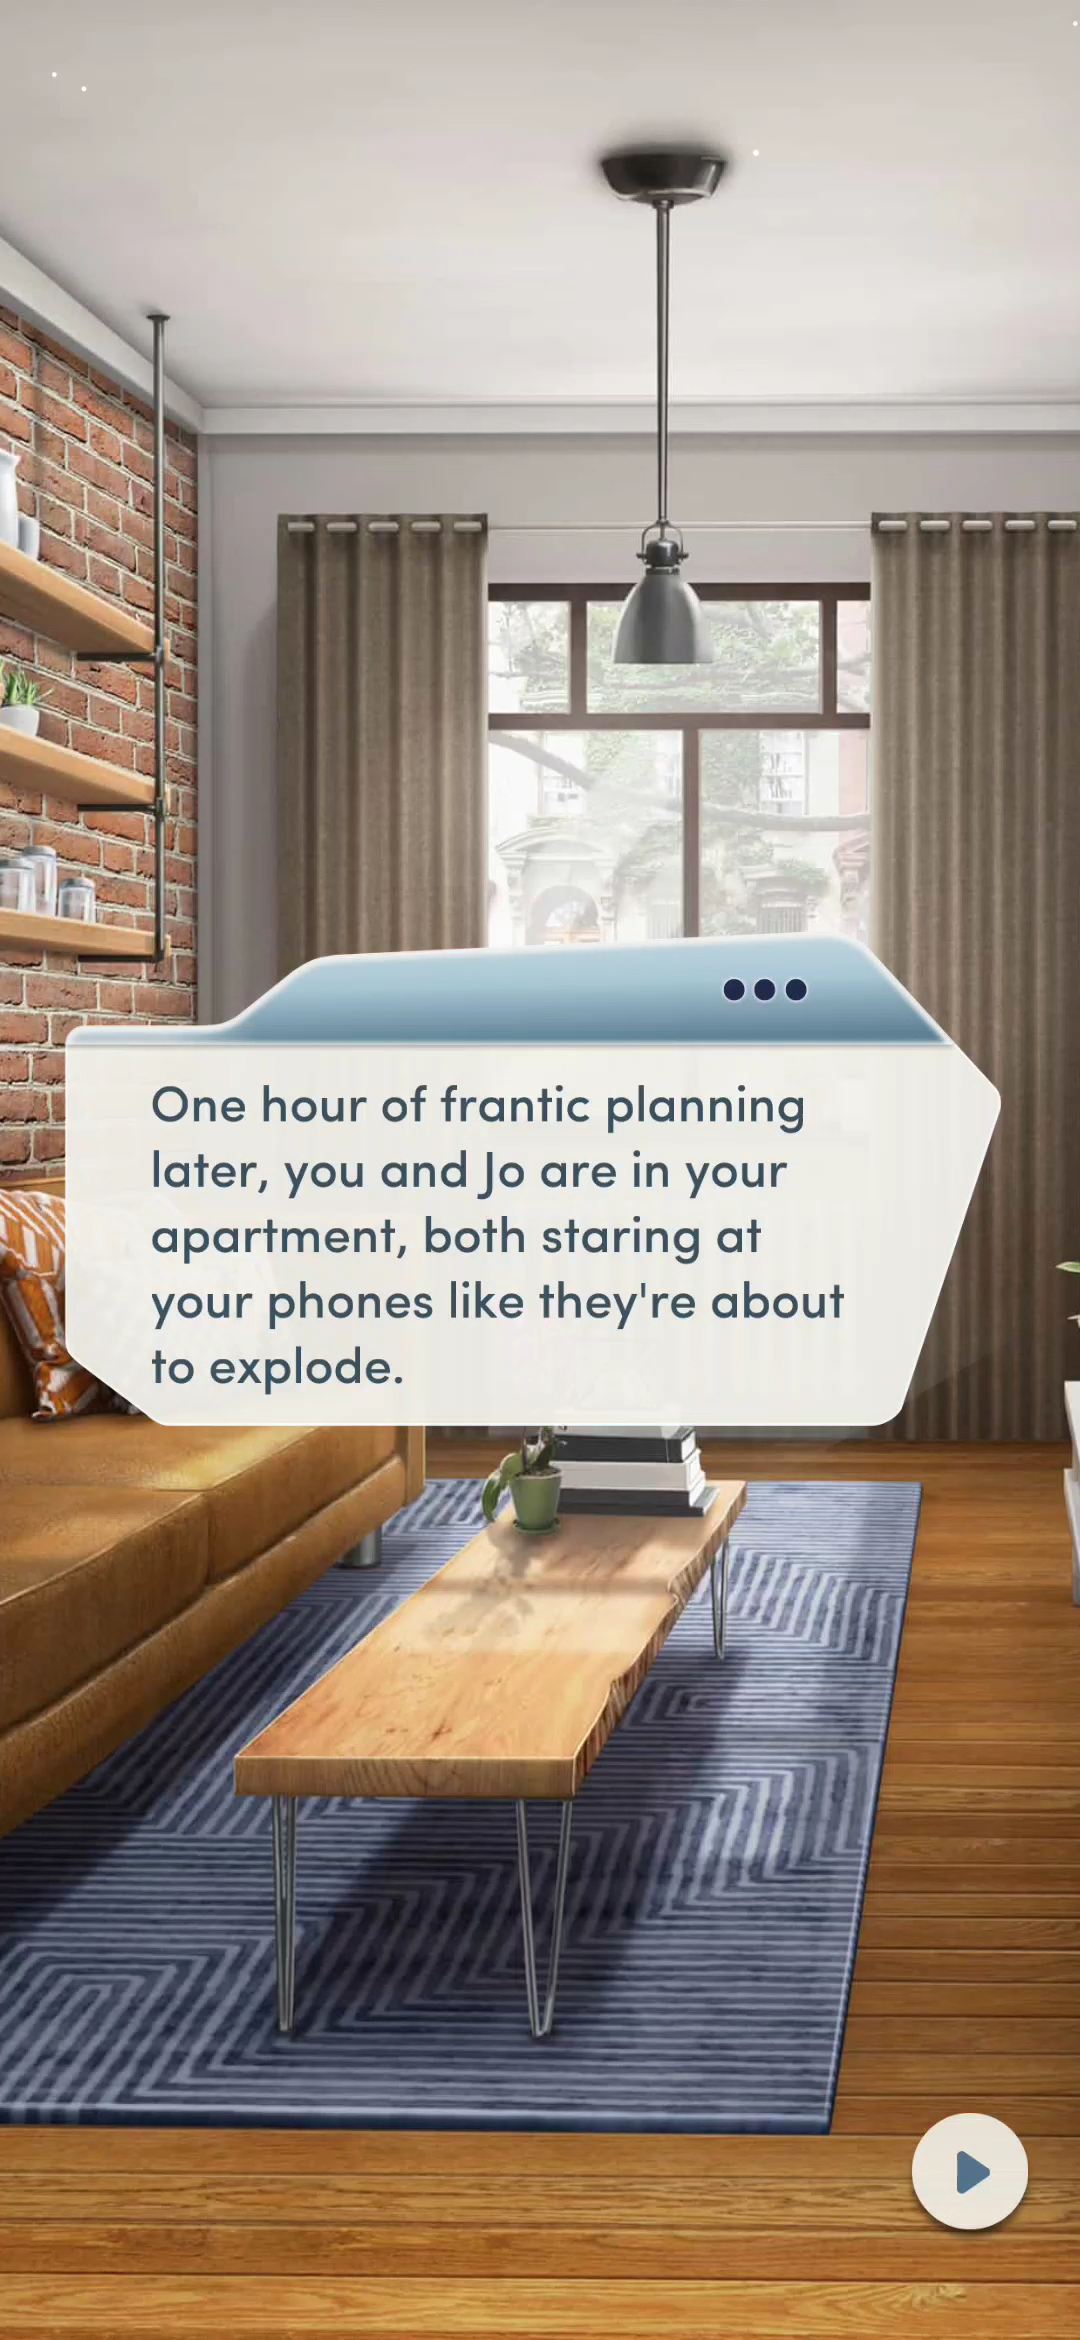 One hour of frantic planning
later, you and Jo are in your
apartment, both staring at
your phones like they're about
to explode.